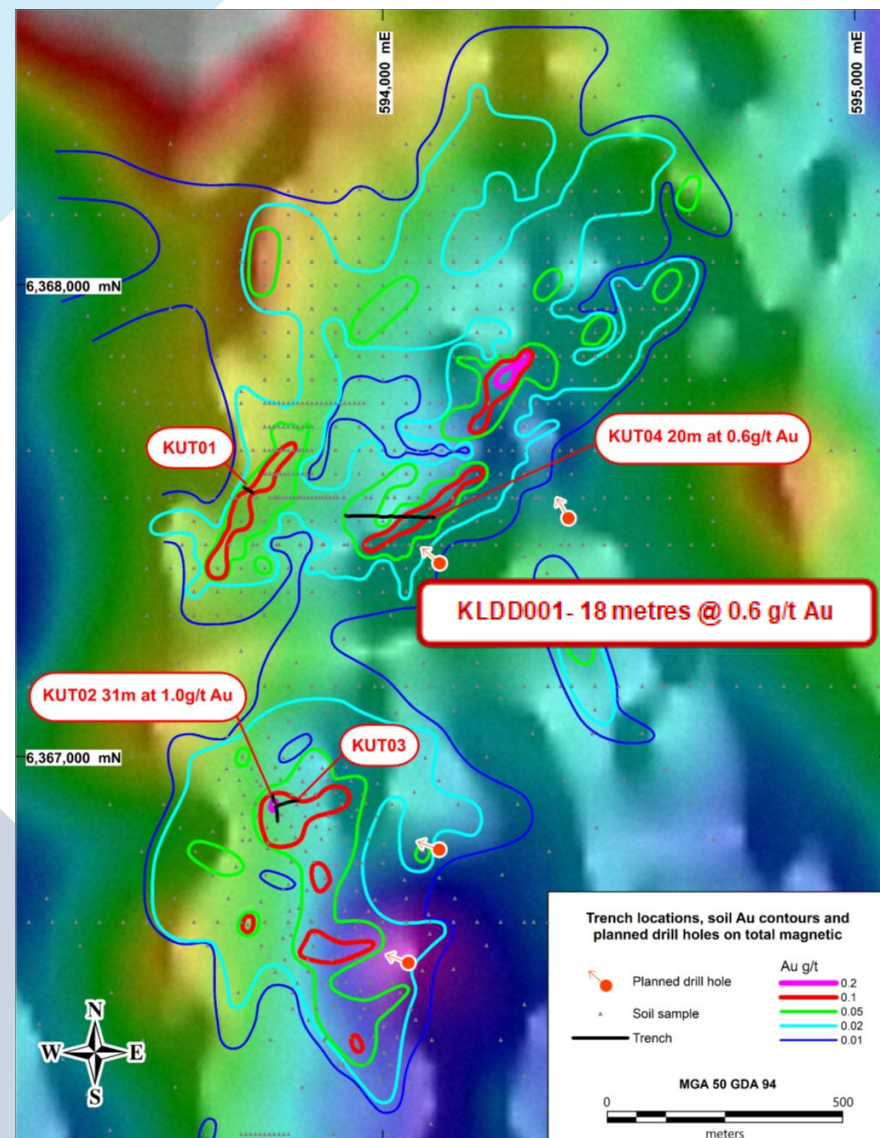 594,000 mE
595,000 mE
6,368,000 mN
KUT01
KUT04 20m at 0.6g/t Au
KLDD001- 18 metres @ 0.6 g/t Au
KUT02 31m at 1.0g/t Au
KUT03
6,367,000 mN
Trench locations, soil Au contours and
planned drill holes on total magnetic
Planned drill hole
Soil sample
Trench
Au g/t
0.2
0.1
0.05
0.02
0.01
N
W E
S
MGA 50 GDA 94
0 500
meters